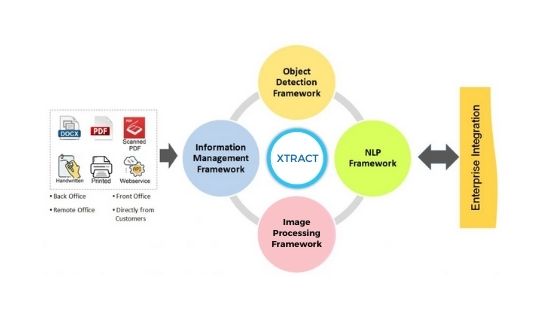 Object
Detection
Framework
DOCX
PDF
PDF
Scanned
PDF
Handwritten
Printed
Webservice
• Back Office
• Front Office
• Remote Office
• Directly from
Customers
Information
Management
Framework
XTRACT
NLP
Framework
Image
Processing
Framework
Enterprise Integration